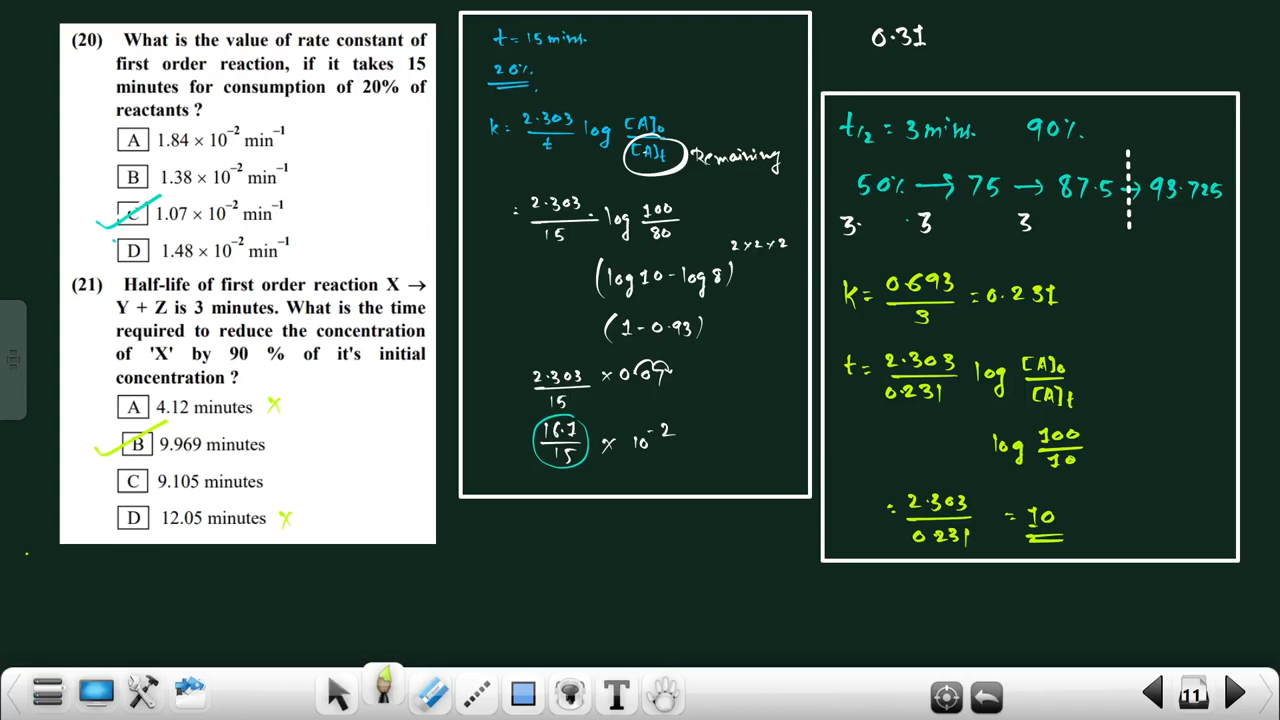 (20) What is the value of rate constant of
first order reaction, if it takes 15
minutes for consumption of 20% of
reactants ?
A 1.84 × 10⁻² min⁻¹
B 1.38 × 10⁻² min⁻¹
C 1.07 × 10⁻² min⁻¹
D 1.48 × 10⁻² min⁻¹
(21) Half-life of first order reaction X →
Y + Z is 3 minutes. What is the time
required to reduce the concentration
of 'X' by 90 % of it's initial
concentration ?
A 4.12 minutes ×
B 9.969 minutes
C 9.105 minutes
D 12.05 minutes ×
t = 15 mins.
20%.
k = 2.303/t log [A]₀/[A]t Remaining
= 2.303/15 . log 100/80
2×2×2
(log 10 - log 8)
(1 - 0.93)
2.303/15 × 0.07
16.1/15 × 10⁻²
0.31
t1/2 = 3 mins. 90%.
50% → 75 → 87.5 → 93.725
3. 3 3
K = 0.693/3 = 0.231
t = 2.303/0.231 log [A]₀/[A]t
log 100/10
= 2.303/0.231 = 10
T
11